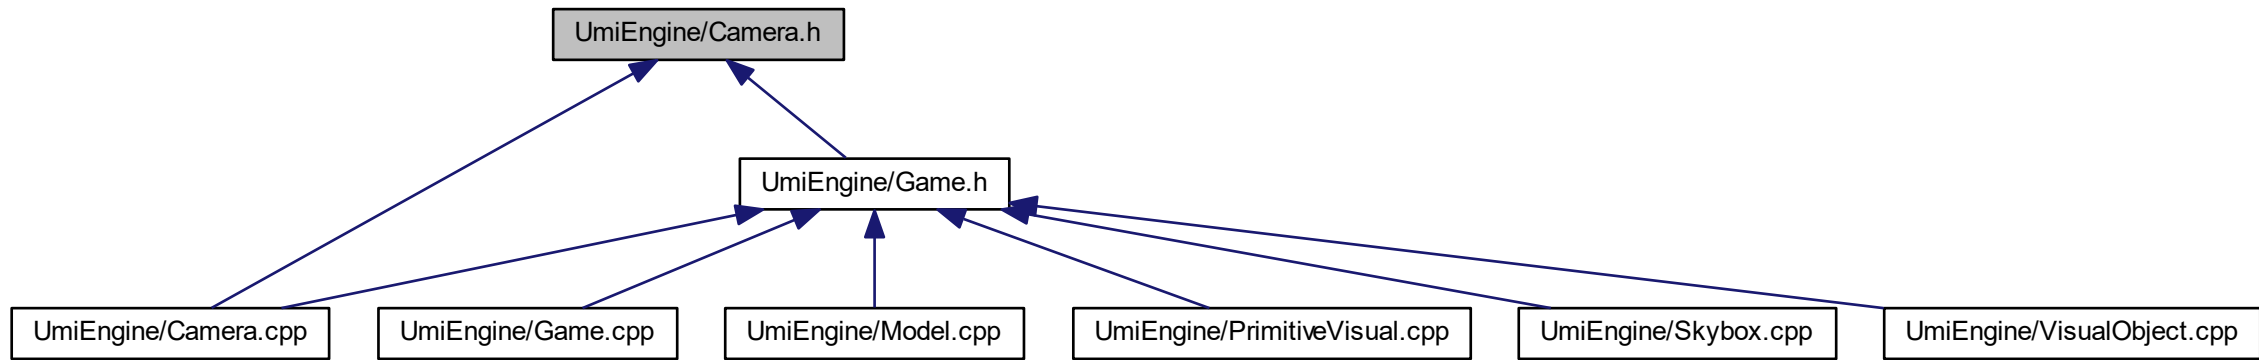 UmiEngine/Camera.h
UmiEngine/Game.h
UmiEngine/Camera.cpp
UmiEngine/Game.cpp
UmiEngine/Model.cpp
UmiEngine/PrimitiveVisual.cpp
UmiEngine/Skybox.cpp
UmiEngine/VisualObject.cpp